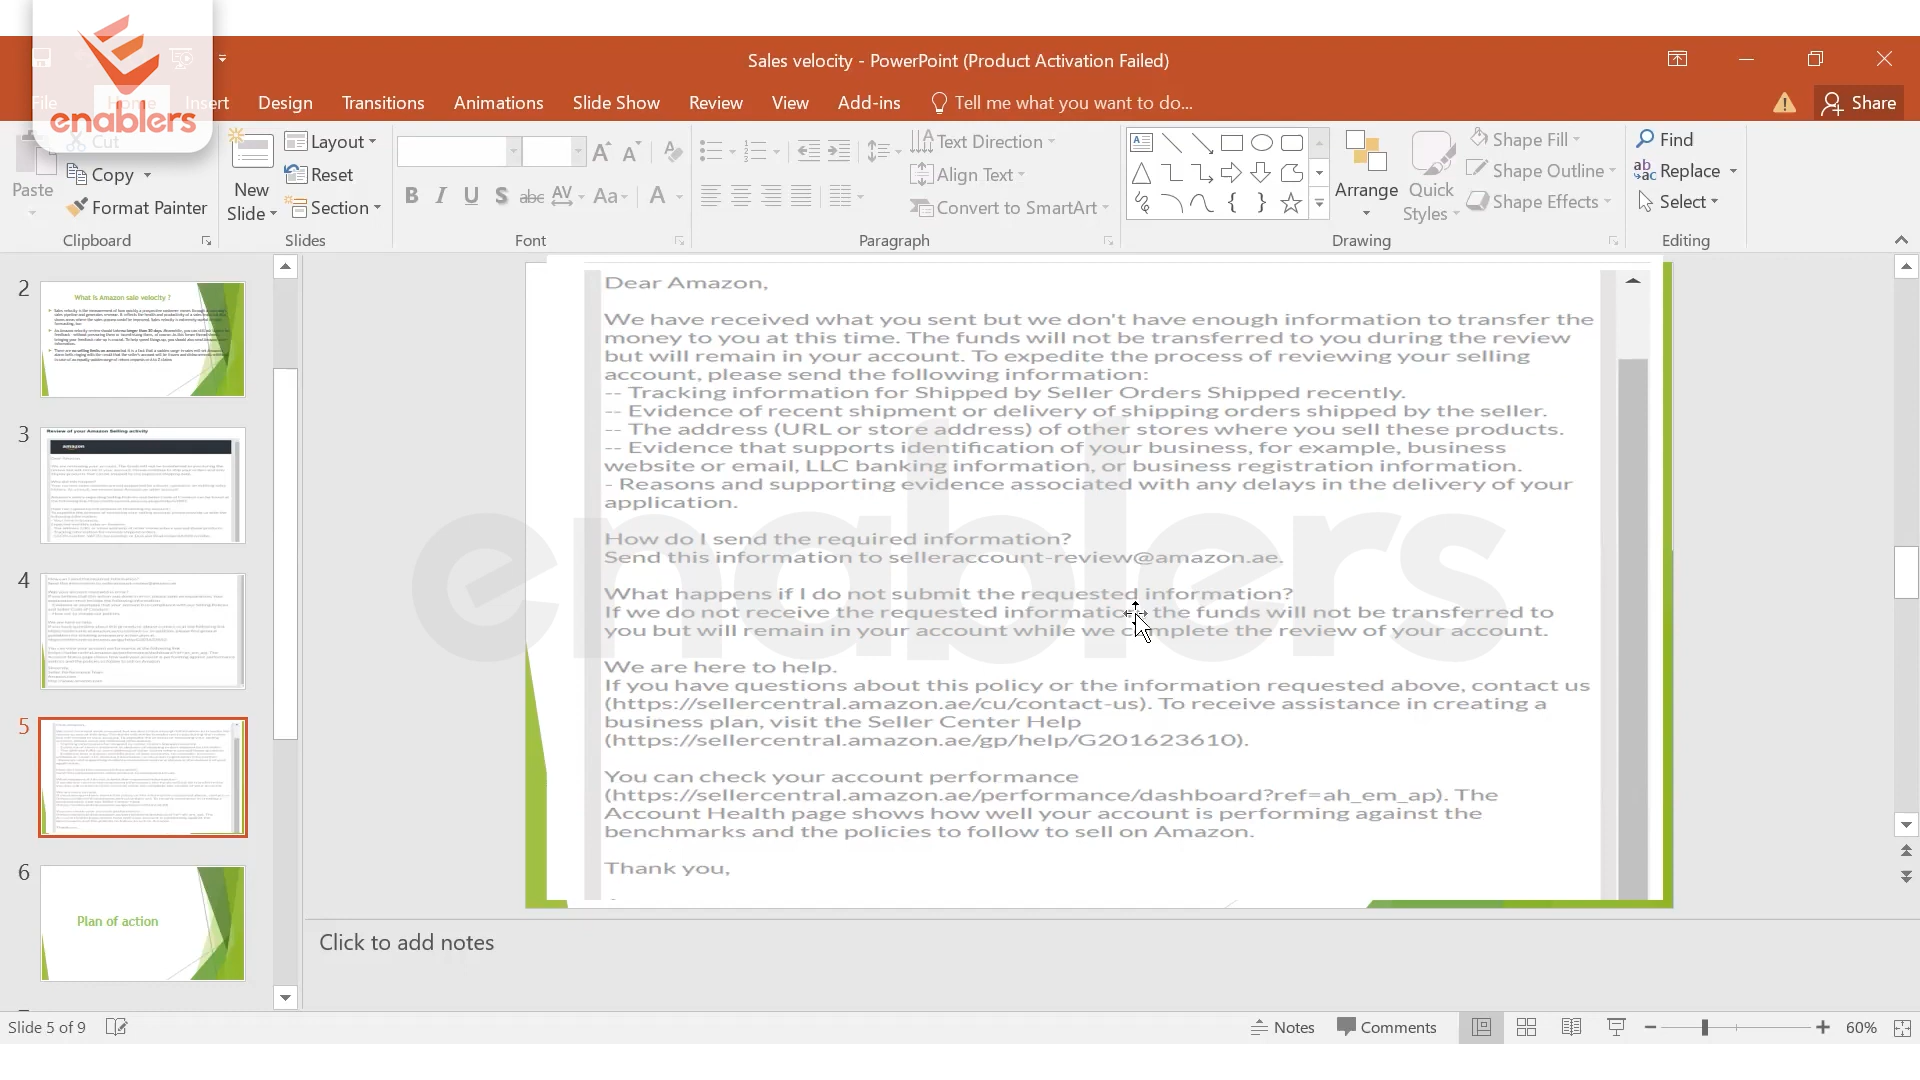 enablers
Sales velocity - PowerPoint (Product Activation Failed)
File Home Insert Design Transitions Animations Slide Show Review View Add-ins Tell me what you want to do... Share
Cut
Copy
Format Painter
Paste
Clipboard
New
Slide
Layout
Reset
Section
Slides
Font
Text Direction
Align Text
Convert to SmartArt
Paragraph
Arrange
Quick
Styles
Shape Fill
Shape Outline
Shape Effects
Drawing
Find
Replace
Select
Editing
2
What is Amazon sale velocity ?
3
Review of your Amazon Selling activity
amazon
4
5
6
Plan of action
Dear Amazon,
We have received what you sent but we don't have enough information to transfer the
money to you at this time. The funds will not be transferred to you during the review
but will remain in your account. To expedite the process of reviewing your selling
account, please send the following information:
-- Tracking information for Shipped by Seller Orders Shipped recently.
-- Evidence of recent shipment or delivery of shipping orders shipped by the seller.
-- The address (URL or store address) of other stores where you sell these products.
-- Evidence that supports identification of your business, for example, business
website or email, LLC banking information, or business registration information.
- Reasons and supporting evidence associated with any delays in the delivery of your
application.
How do I send the required information?
Send this information to selleraccount-review@amazon.ae.
What happens if I do not submit the requested information?
If we do not receive the requested information, the funds will not be transferred to
you but will remain in your account while we complete the review of your account.
We are here to help.
If you have questions about this policy or the information requested above, contact us
(https://sellercentral.amazon.ae/cu/contact-us). To receive assistance in creating a
business plan, visit the Seller Center Help
(https://sellercentral.amazon.ae/gp/help/G201623610).
You can check your account performance
(https://sellercentral.amazon.ae/performance/dashboard?ref=ah_em_ap). The
Account Health page shows how well your account is performing against the
benchmarks and the policies to follow to sell on Amazon.
Thank you,
enablers
Click to add notes
Slide 5 of 9
Notes
Comments
60%